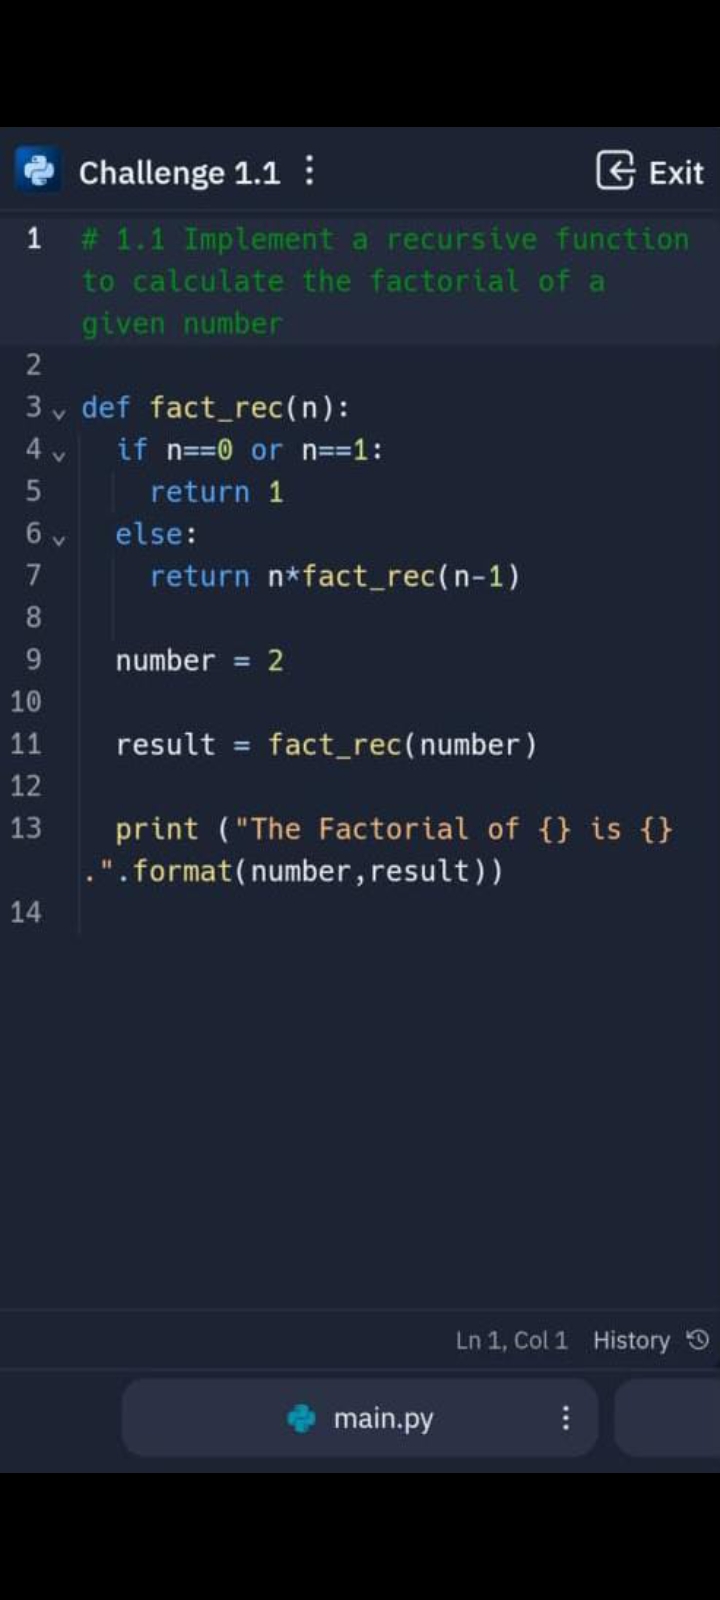 Challenge 1.1 ⋮ Exit
1 # 1.1 Implement a recursive function
to calculate the factorial of a
given number
2
3 def fact_rec(n):
4 if n==0 or n==1:
5 return 1
6 else:
7 return n*fact_rec(n-1)
8
9 number = 2
10
11 result = fact_rec(number)
12
13 print ("The Factorial of {} is {}
.".format(number,result))
14
Ln 1, Col 1 History
main.py ⋮